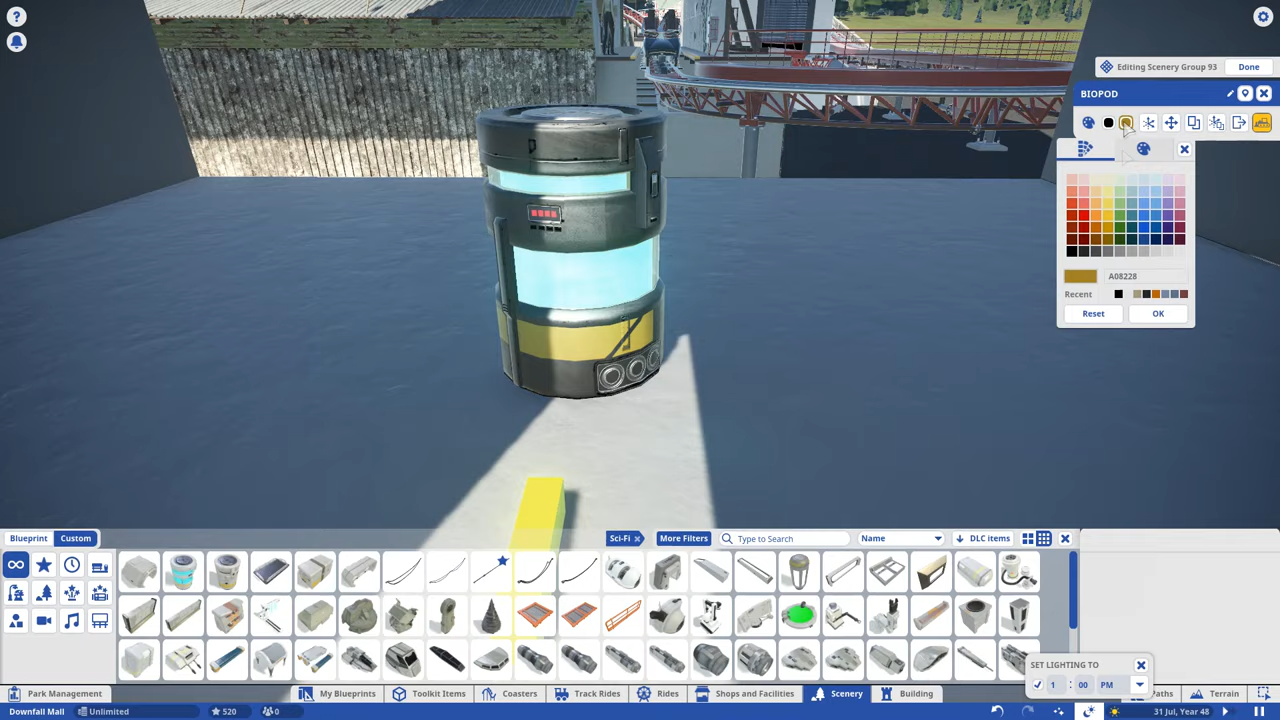 Editing Scenery Group 93
Done
BIOPOD
A08228
Recent
Reset
OK
Blueprint
Custom
Sci-Fi
More Filters
Type to Search
Name
DLC items
SET LIGHTING TO
1 : 00 PM
Park Management
My Blueprints
Toolkit Items
Coasters
Track Rides
Rides
Shops and Facilities
Scenery
Building
Paths
Terrain
Downfall Mall
Unlimited
520
0
31 Jul, Year 48